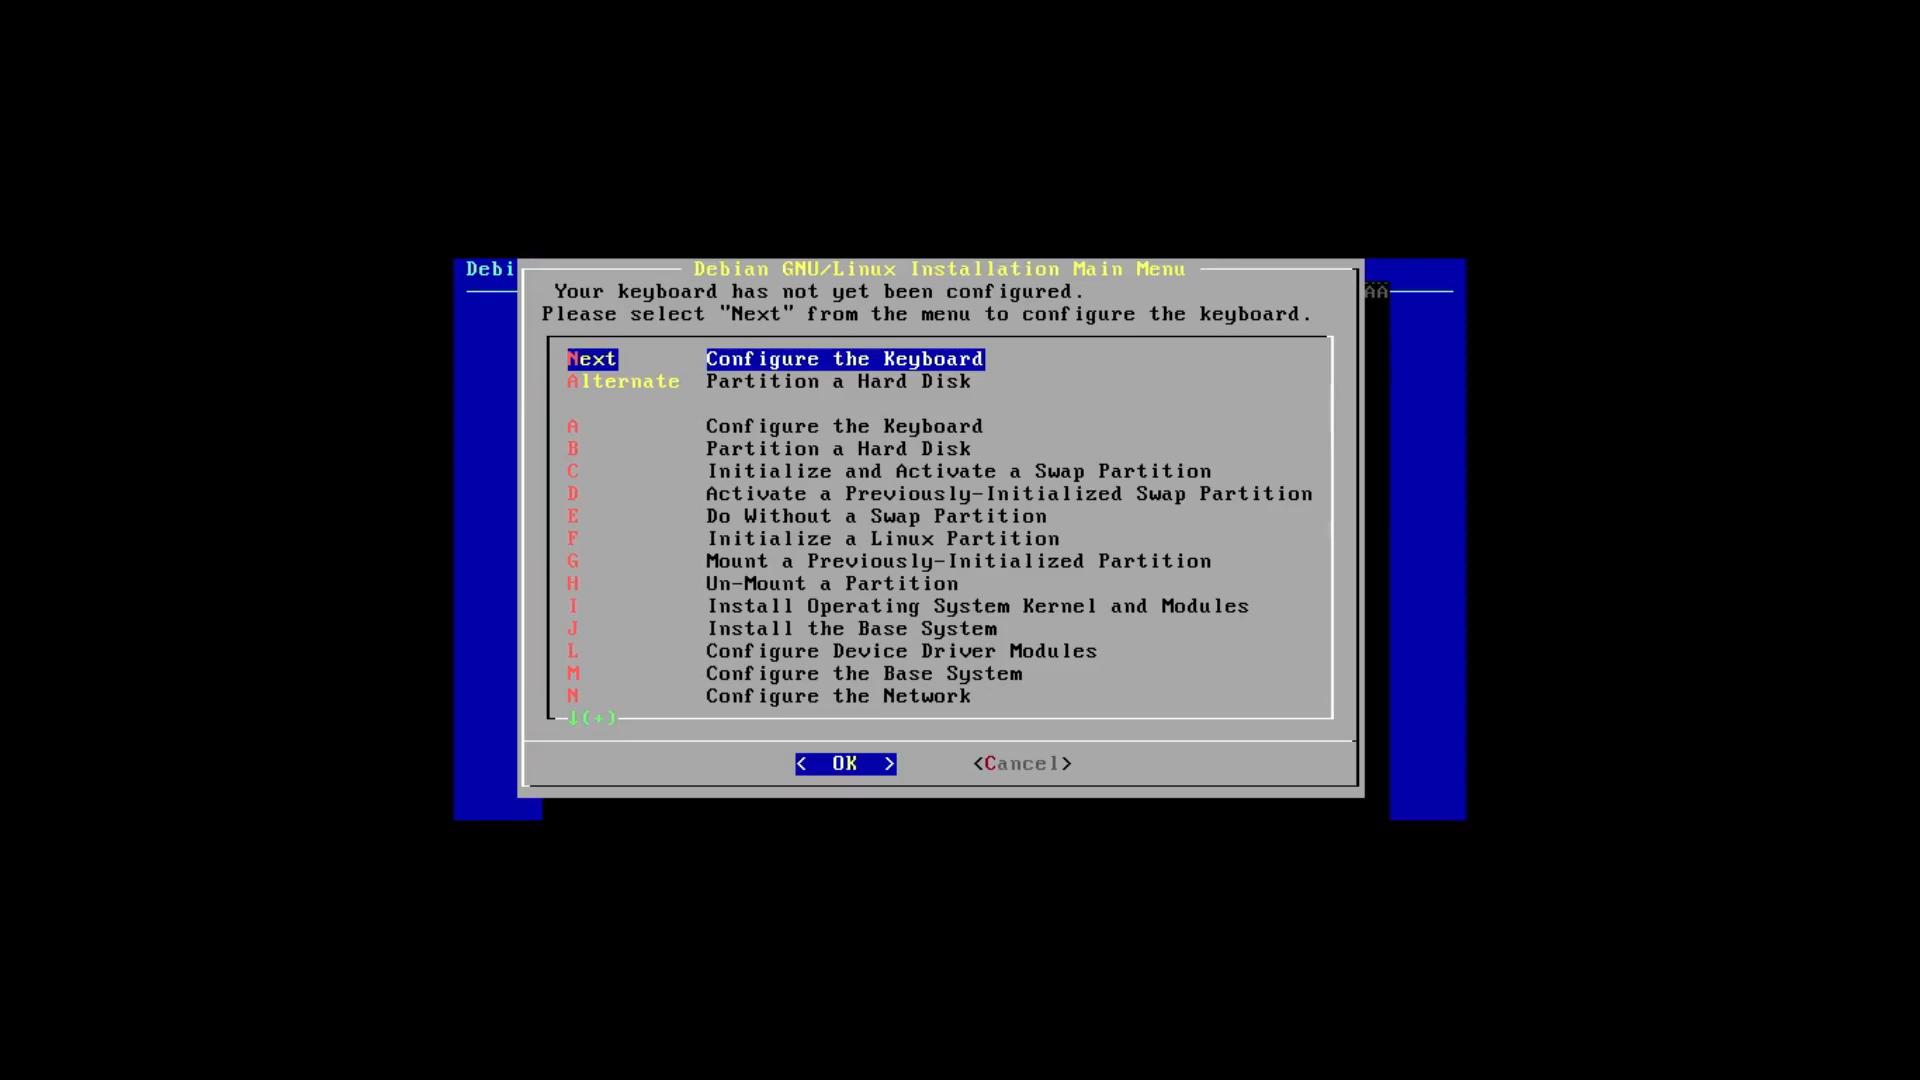 Debi
Debian GNU/Linux Installation Main Menu
Your keyboard has not yet been configured.
AA
Please select "Next" from the menu to configure the keyboard.
Next Configure the Keyboard
Alternate Partition a Hard Disk
A Configure the Keyboard
B Partition a Hard Disk
C Initialize and Activate a Swap Partition
D Activate a Previously-Initialized Swap Partition
E Do Without a Swap Partition
F Initialize a Linux Partition
G Mount a Previously-Initialized Partition
H Un-Mount a Partition
I Install Operating System Kernel and Modules
J Install the Base System
L Configure Device Driver Modules
M Configure the Base System
N Configure the Network
↓(+)
< OK > <Cancel>